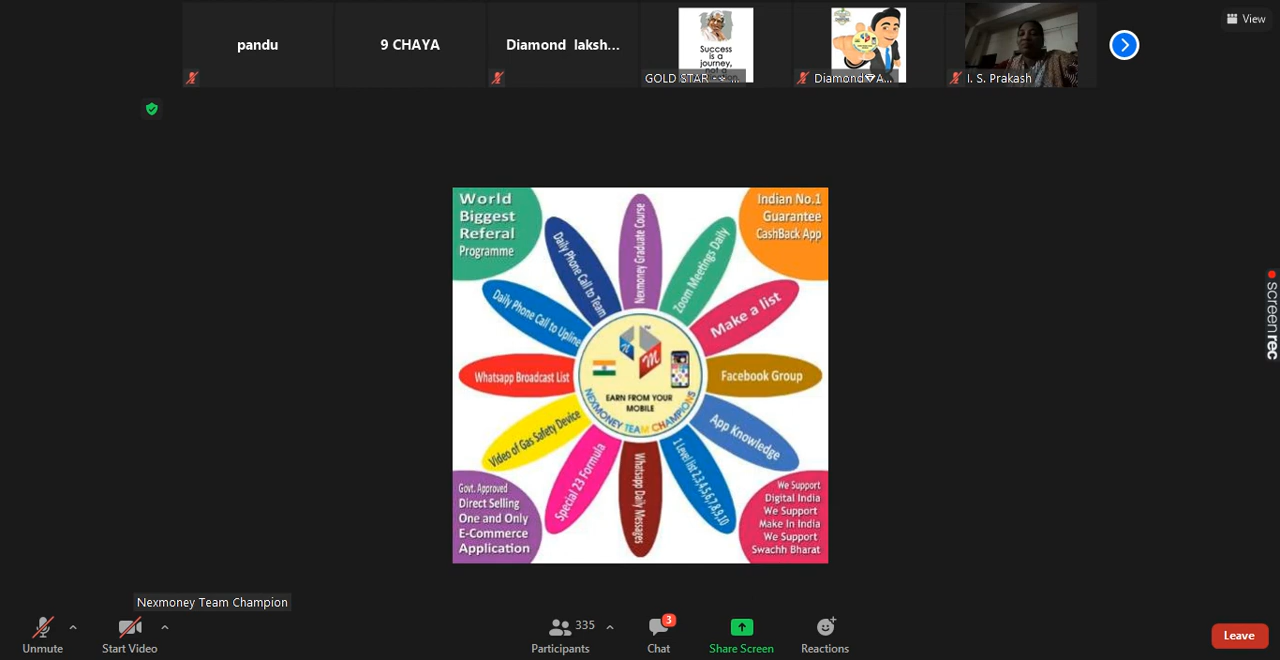 View
pandu
9 CHAYA
Diamond laksh...
Success
is a
journey,
GOLD STAR
Diamond
I. S. Prakash
World
Biggest
Referal
Programme
Indian No.1
Guarantee
CashBack App
Nexmoney Graduate Course
Zoom Meetings Daily
Make a list
Facebook Group
App Knowledge
1 Level list 2,3,4,5,6,7,8,9,10
Whatsapp Daily Messages
Special 23 Formula
Video of Gas Safety Device
Whatsapp Broadcast List
Daily Phone Call to Upline
Daily Phone Call to Team
n
m
EARN FROM YOUR
MOBILE
NEXMONEY TEAM CHAMPIONS
Govt. Approved
Direct Selling
One and Only
E-Commerce
Application
We Support
Digital India
We Support
Make In India
We Support
Swachh Bharat
screenrec
Nexmoney Team Champion
Unmute
Start Video
335
Participants
3
Chat
Share Screen
Reactions
Leave